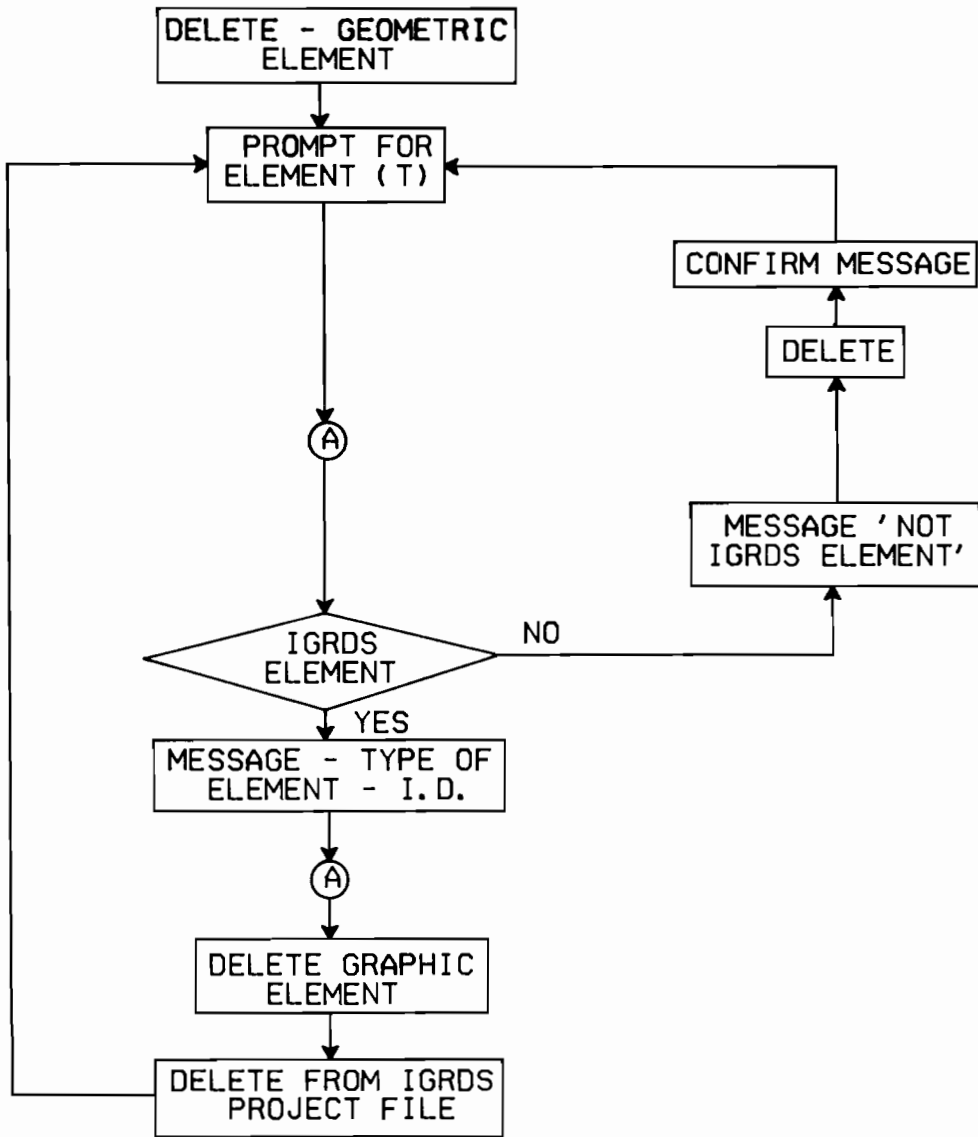 DELETE - GEOMETRIC
ELEMENT
PROMPT FOR
ELEMENT (T)
CONFIRM MESSAGE
DELETE
A
MESSAGE 'NOT
IGRDS ELEMENT'
IGRDS
ELEMENT
NO
YES
MESSAGE - TYPE OF
ELEMENT - I.D.
A
DELETE GRAPHIC
ELEMENT
DELETE FROM IGRDS
PROJECT FILE